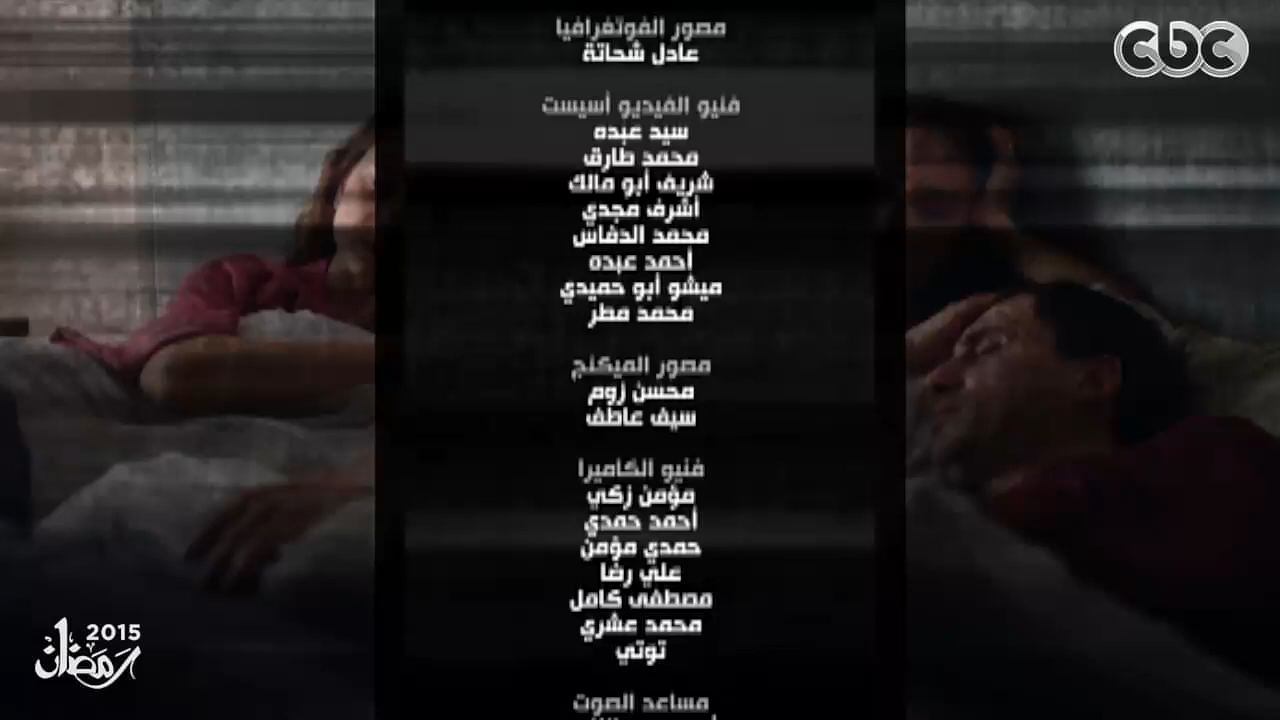 cbc
مصور الفوتغرافيا
عادل شحاتة
فنيو الفيديو أسيست
سيد عبده
محمد طارق
شريف أبو مالك
أشرف مجدي
محمد الدفاس
أحمد عبده
ميشو أبو حميدي
محمد مطر
مصور الميكنج
محسن زوم
سيف عاطف
فنيو الكاميرا
مؤمن زكي
أحمد حمدي
حمدي مؤمن
علي رضا
مصطفى كامل
محمد عشري
توتي
مساعد الصوت
2015
رمضان